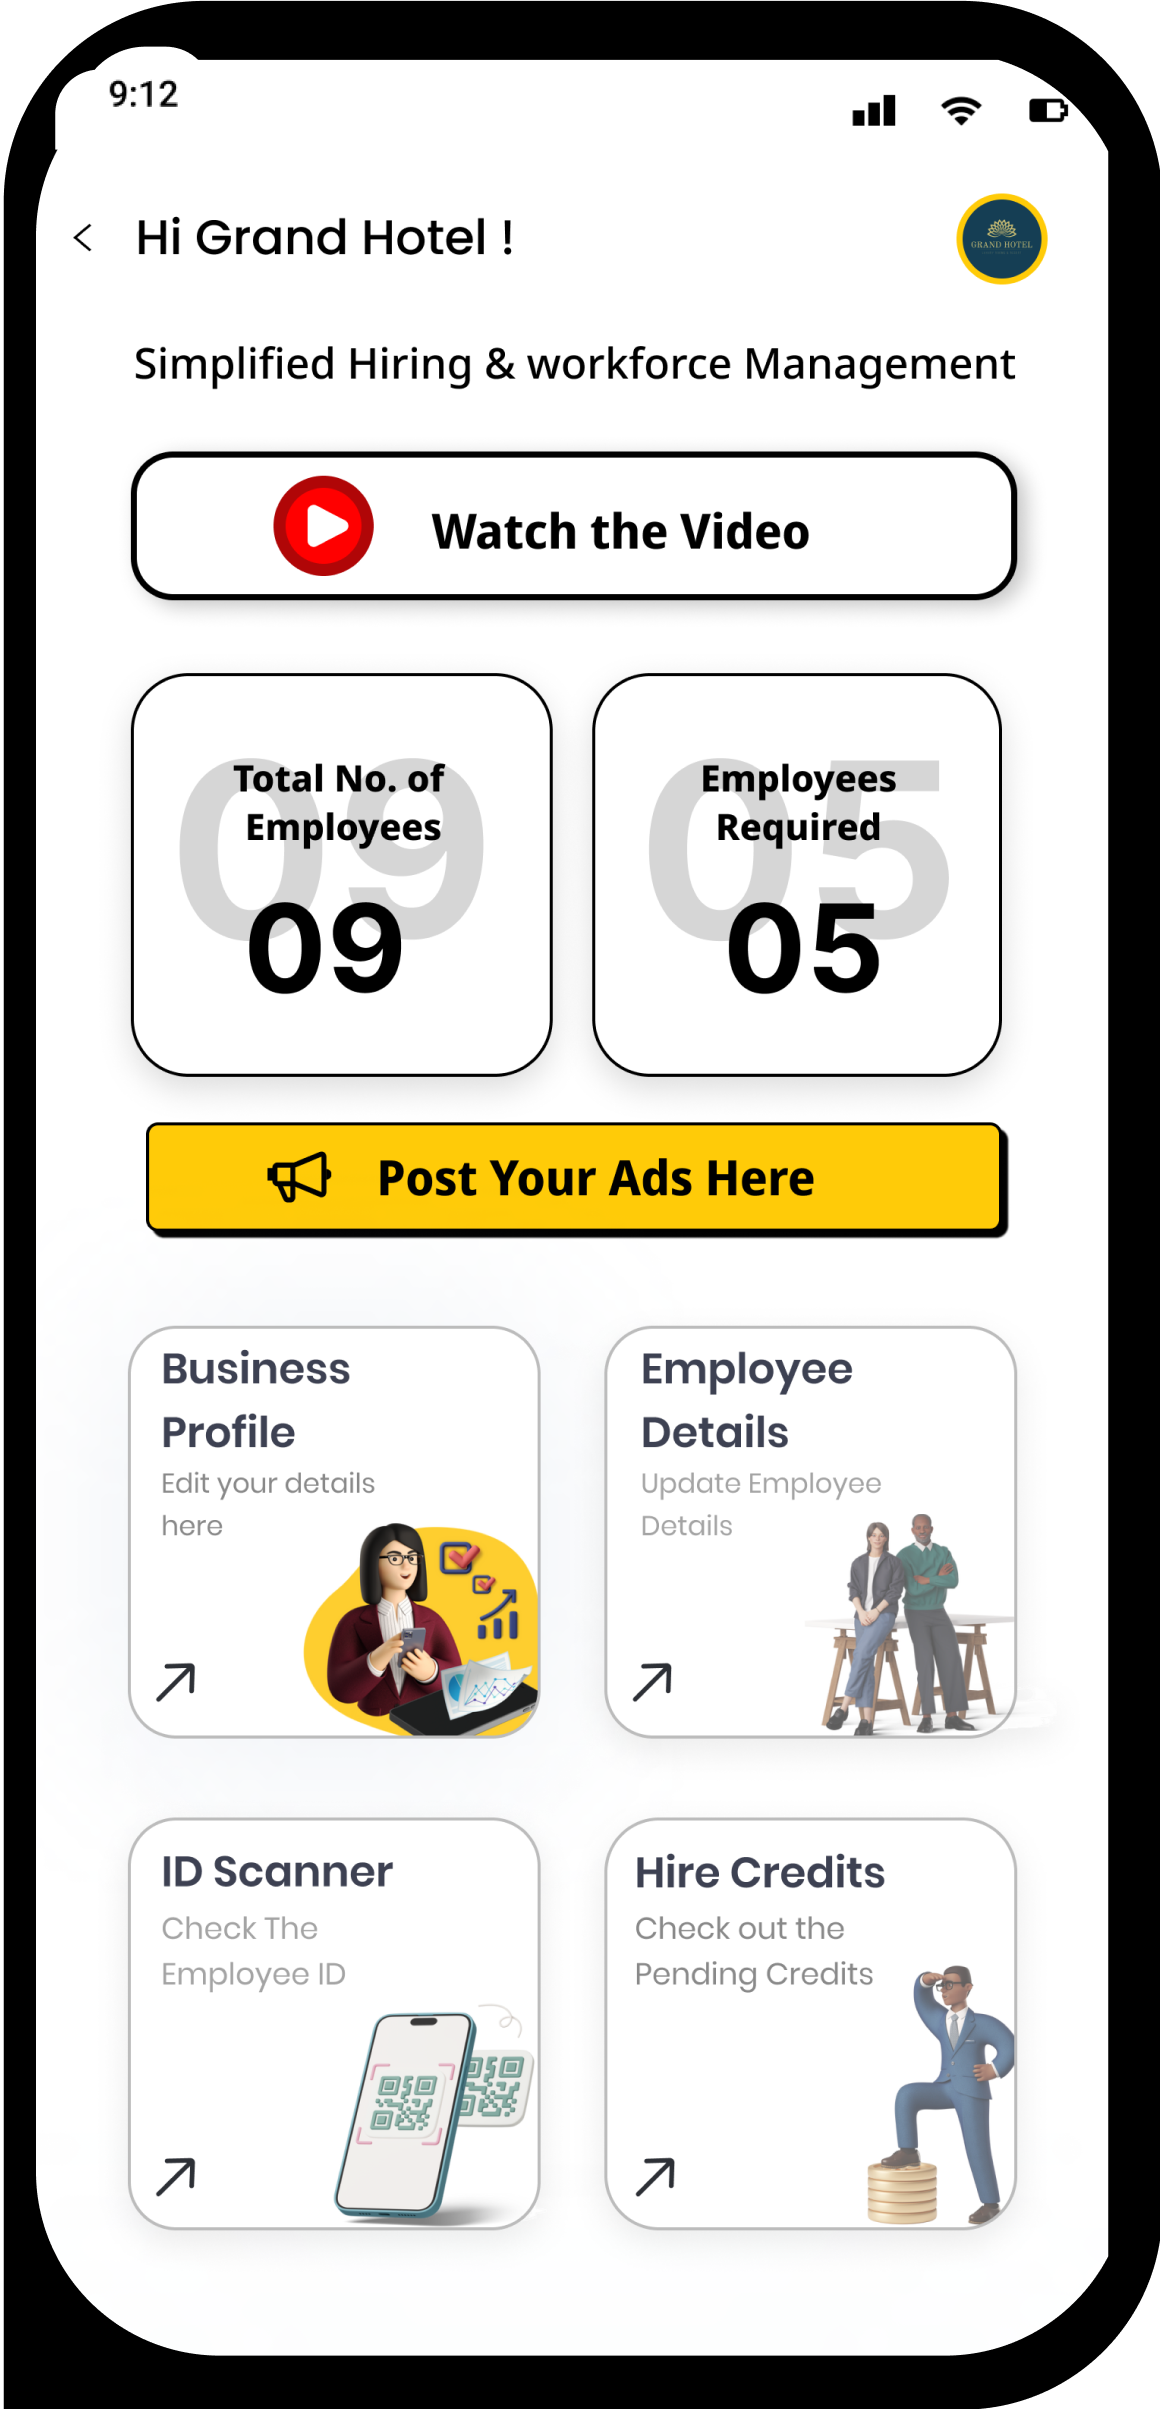 9:12
Hi Grand Hotel !
GRAND HOTEL
Simplified Hiring & workforce Management
Watch the Video
09
Total No. of
Employees
09
05
Employees
Required
05
Post Your Ads Here
Business
Profile
Edit your details
here
Employee
Details
Update Employee
Details
ID Scanner
Check The
Employee ID
Hire Credits
Check out the
Pending Credits